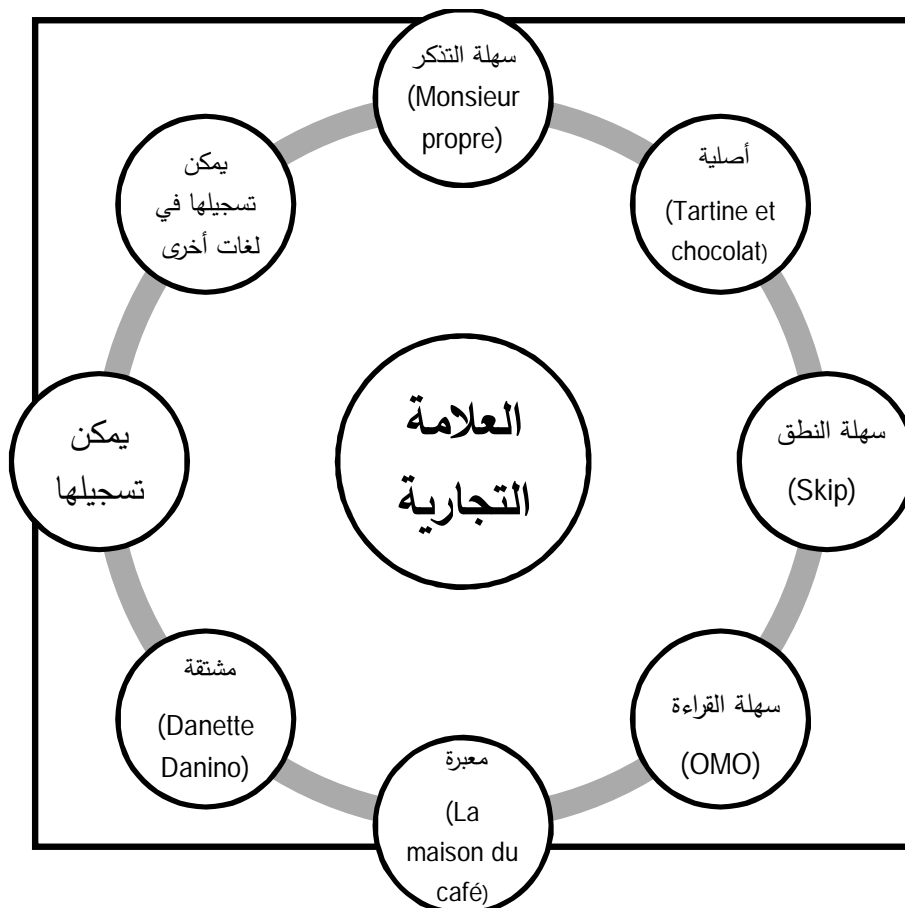 سهلة التذكر
(Monsieur
propre)
أصلية
(Tartine et
chocolat)
سهلة النطق
(Skip)
سهلة القراءة
(OMO)
معبرة
(La
maison du
café)
مشتقة
(Danette
Danino)
يمكن
تسجيلها
يمكن
تسجيلها في
لغات أخرى
العلامة
التجارية